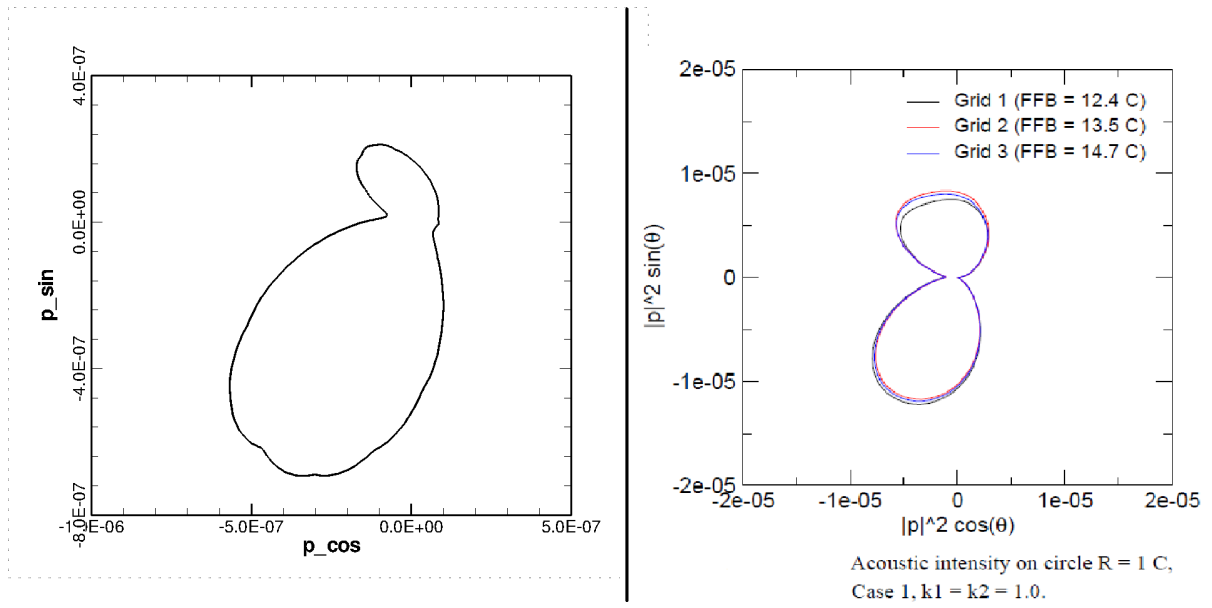 4.0E-07
0.0E+00
-4.0E-07
-8.0E-07
p_sin
-1.0E-06
-5.0E-07
0.0E+00
5.0E-07
p_cos
2e-05
1e-05
0
-1e-05
-2e-05
|p|^2 sin(θ)
Grid 1 (FFB = 12.4 C)
Grid 2 (FFB = 13.5 C)
Grid 3 (FFB = 14.7 C)
-2e-05
-1e-05
0
1e-05
2e-05
|p|^2 cos(θ)
Acoustic intensity on circle R = 1 C,
Case 1, k1 = k2 = 1.0.